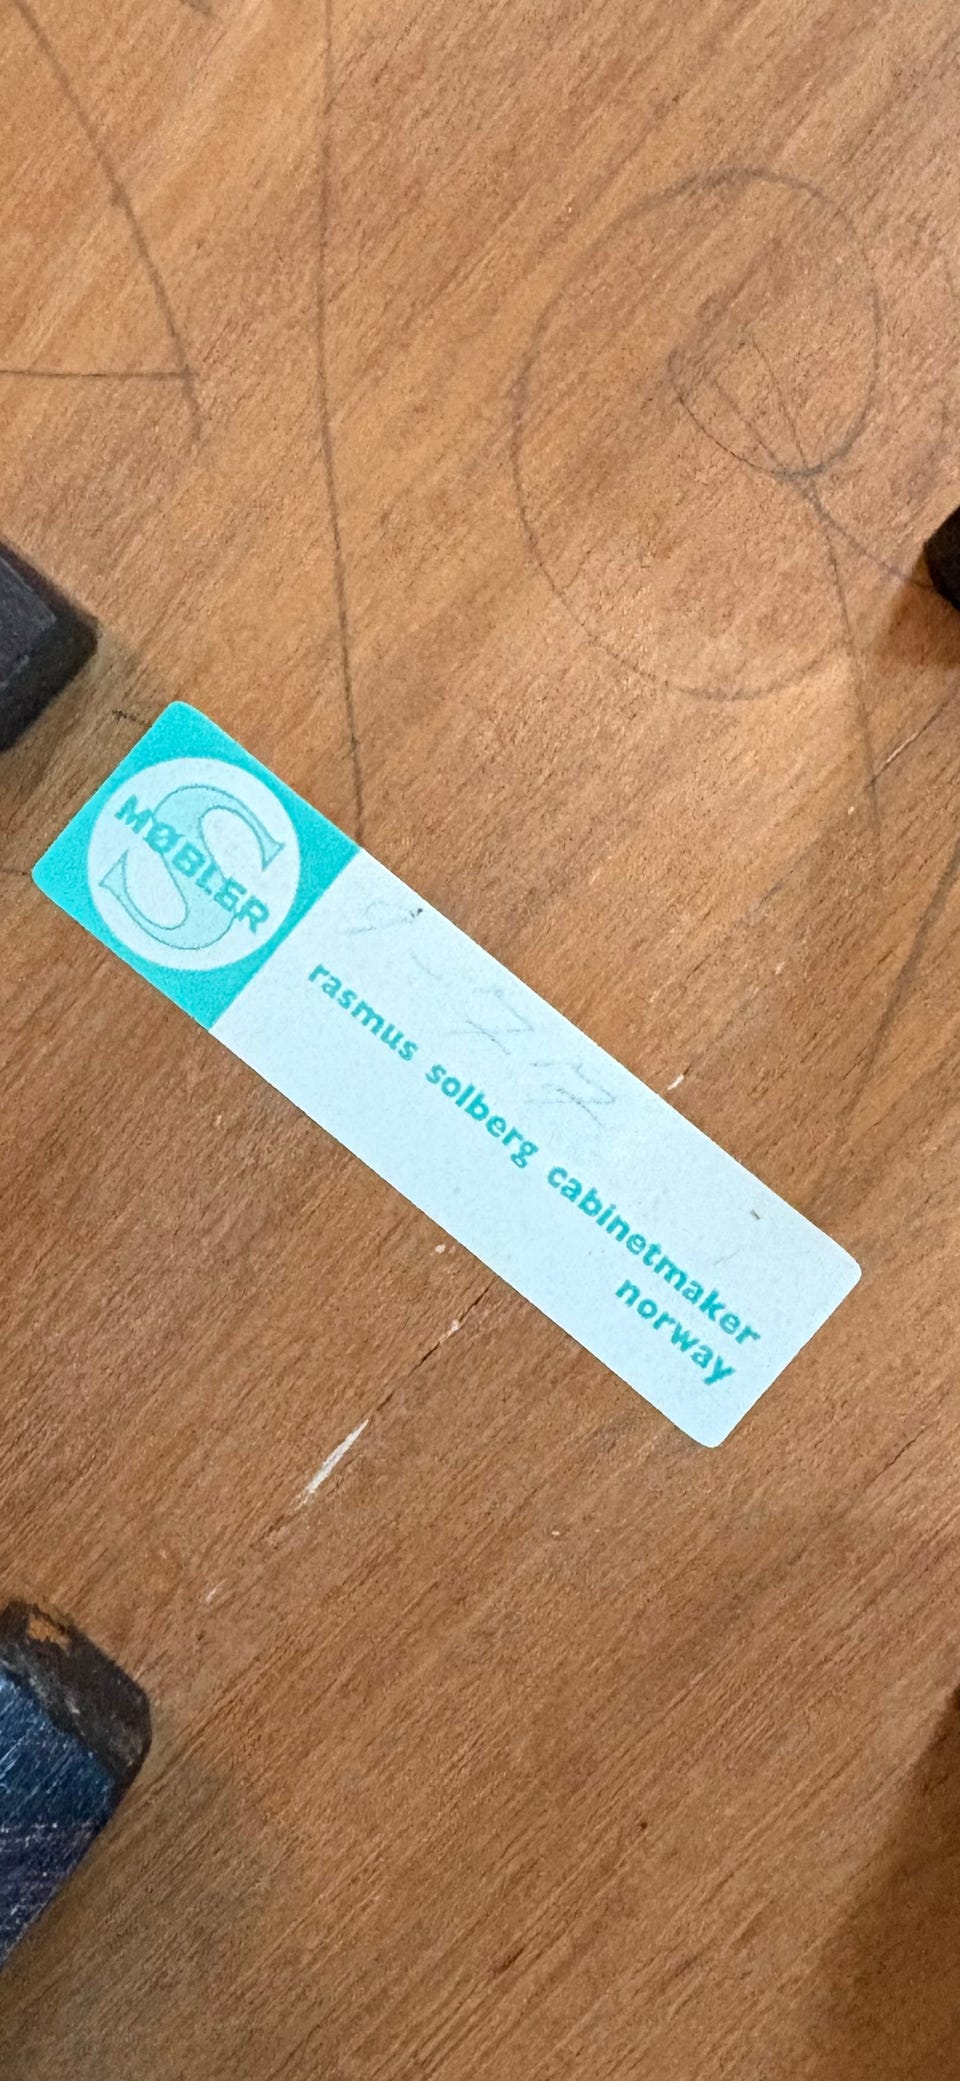 S
MØBLER
rasmus solberg cabinetmaker
norway